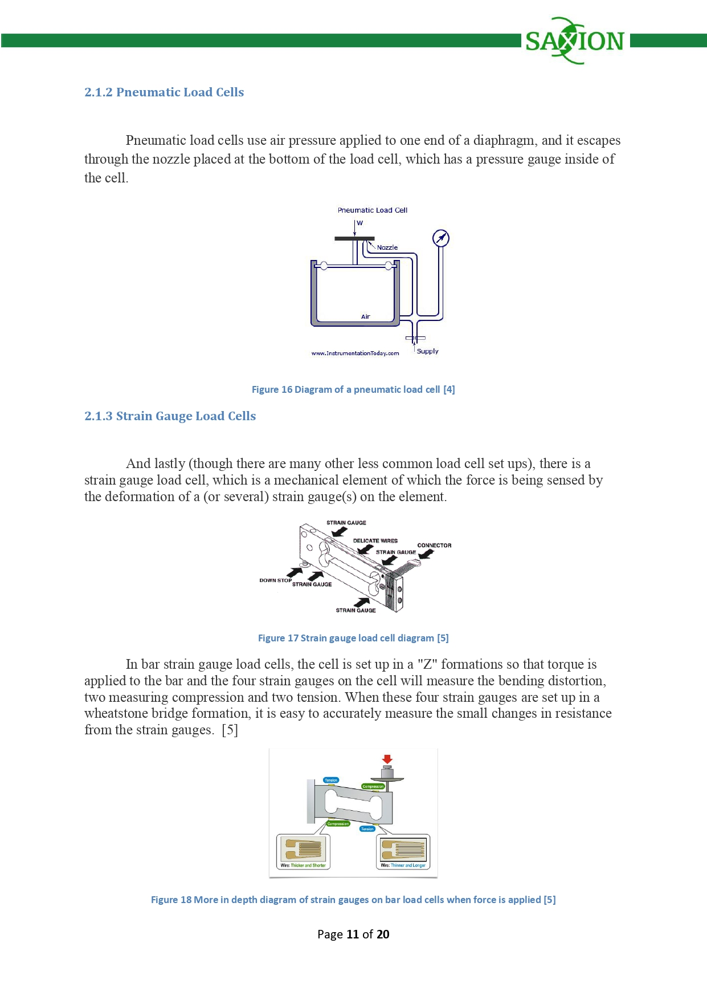 SAXION
2.1.2 Pneumatic Load Cells
Pneumatic load cells use air pressure applied to one end of a diaphragm, and it escapes
through the nozzle placed at the bottom of the load cell, which has a pressure gauge inside of
the cell.
Pneumatic Load Cell
W
Nozzle
Air
Supply
www.InstrumentationToday.com
Figure 16 Diagram of a pneumatic load cell [4]
2.1.3 Strain Gauge Load Cells
And lastly (though there are many other less common load cell set ups), there is a
strain gauge load cell, which is a mechanical element of which the force is being sensed by
the deformation of a (or several) strain gauge(s) on the element.
STRAIN GAUGE
DELICATE WIRES
CONNECTOR
STRAIN GAUGE
DOWN STOP
STRAIN GAUGE
STRAIN GAUGE
Figure 17 Strain gauge load cell diagram [5]
In bar strain gauge load cells, the cell is set up in a "Z" formations so that torque is
applied to the bar and the four strain gauges on the cell will measure the bending distortion,
two measuring compression and two tension. When these four strain gauges are set up in a
wheatstone bridge formation, it is easy to accurately measure the small changes in resistance
from the strain gauges.  [5]
Tension
Compression
Compression
Tension
Wire: Thicker and Shorter
Wire: Thinner and Longer
Figure 18 More in depth diagram of strain gauges on bar load cells when force is applied [5]
Page 11 of 20